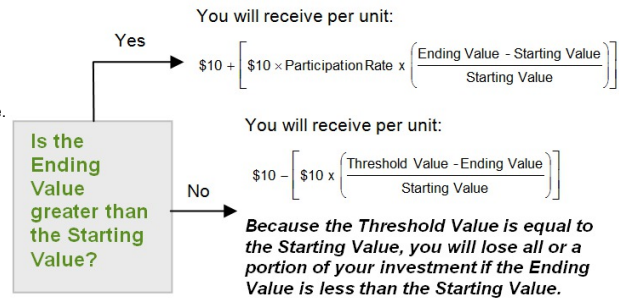 You will receive per unit:
Yes
$10 + [ $10 × Participation Rate x ( Ending Value - Starting Value
Starting Value ) ]
e.
Is the
Ending
Value
greater than
the Starting
Value?
You will receive per unit:
No
$10 – [ $10 x ( Threshold Value - Ending Value
Starting Value ) ]
Because the Threshold Value is equal to
the Starting Value, you will lose all or a
portion of your investment if the Ending
Value is less than the Starting Value.